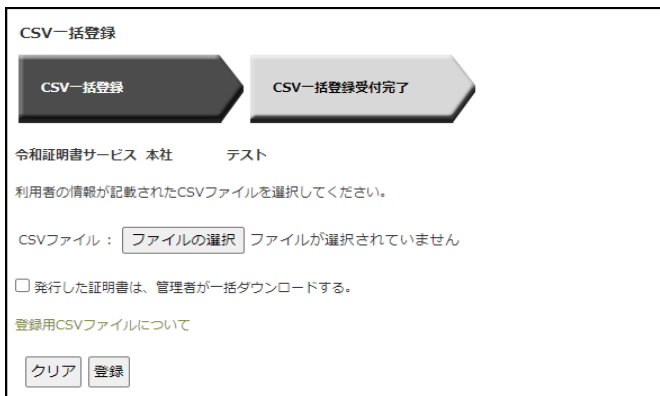 CSV一括登録
CSV一括登録 CSV一括登録受付完了
令和証明書サービス 本社 テスト
利用者の情報が記載されたCSVファイルを選択してください。
CSVファイル： ファイルの選択 ファイルが選択されていません
発行した証明書は、管理者が一括ダウンロードする。
登録用CSVファイルについて
クリア 登録